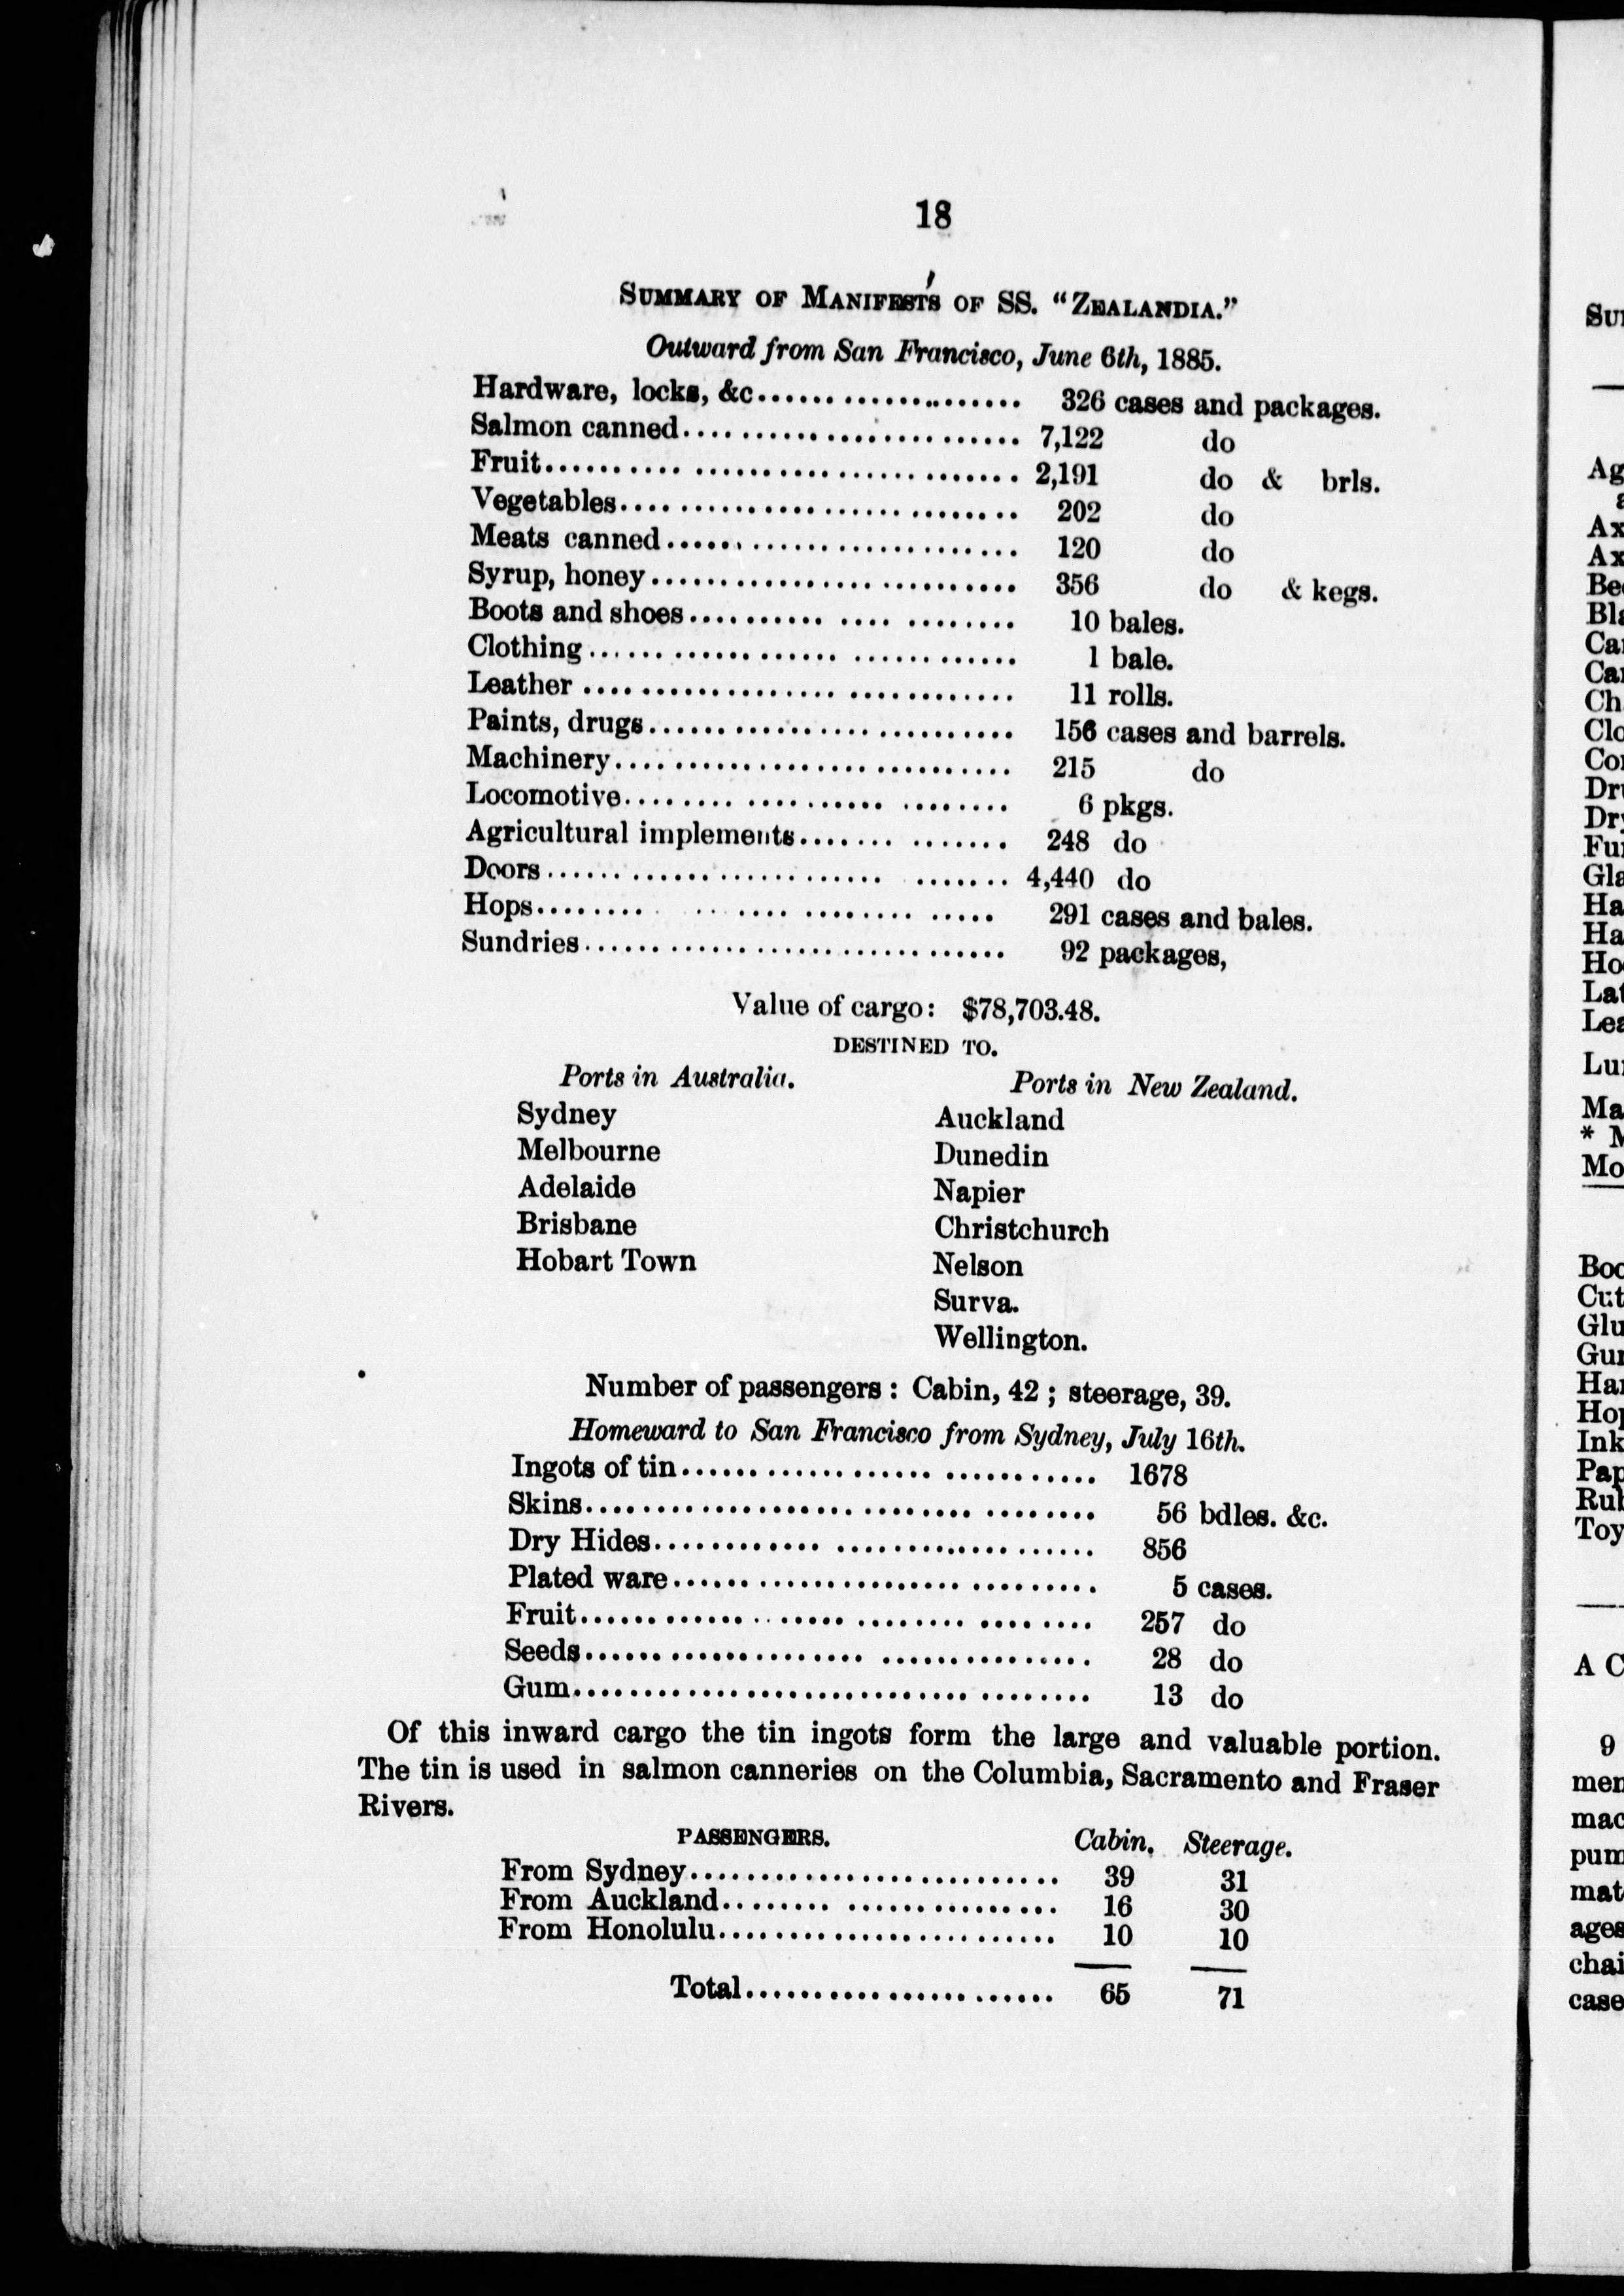 18
SUMMARY OF MANIFESTS OF SS. "ZEALANDIA."
Outward from San Francisco, June 6th, 1885.
Hardware, locks, &c.................... 326 cases and packages.
Salmon canned.......................... 7,122 do
Fruit.................................. 2,191 do & brls.
Vegetables............................. 202 do
Meats canned........................... 120 do
Syrup, honey........................... 356 do & kegs.
Boots and shoes........................ 10 bales.
Clothing............................... 1 bale.
Leather ............................... 11 rolls.
Paints, drugs.......................... 156 cases and barrels.
Machinery.............................. 215 do
Locomotive............................. 6 pkgs.
Agricultural implements................ 248 do
Doors.................................. 4,440 do
Hops................................... 291 cases and bales.
Sundries............................... 92 packages,
Value of cargo: $78,703.48.
DESTINED TO.
Ports in Australia. Ports in New Zealand.
Sydney Auckland
Melbourne Dunedin
Adelaide Napier
Brisbane Christchurch
Hobart Town Nelson
Surva.
Wellington.
Number of passengers : Cabin, 42 ; steerage, 39.
Homeward to San Francisco from Sydney, July 16th.
Ingots of tin.......................... 1678
Skins.................................. 56 bdles. &c.
Dry Hides.............................. 856
Plated ware............................ 5 cases.
Fruit.................................. 257 do
Seeds.................................. 28 do
Gum.................................... 13 do
Of this inward cargo the tin ingots form the large and valuable portion.
The tin is used in salmon canneries on the Columbia, Sacramento and Fraser
Rivers.
PASSENGERS. Cabin. Steerage.
From Sydney............................ 39 31
From Auckland.......................... 16 30
From Honolulu.......................... 10 10
Total.................................. 65 71